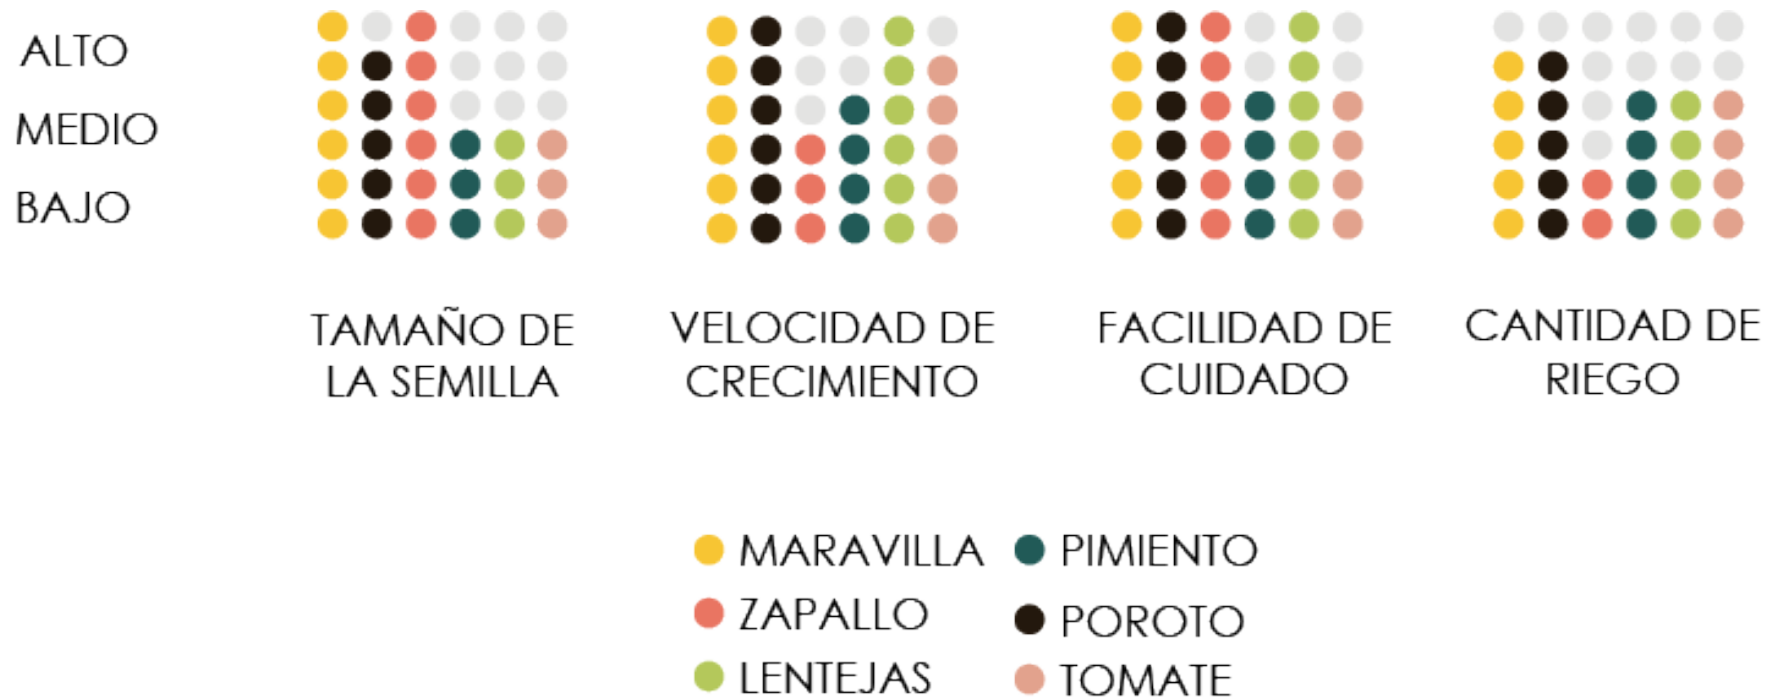 ALTO
MEDIO
BAJO
TAMAÑO DE
LA SEMILLA
VELOCIDAD DE
CRECIMIENTO
FACILIDAD DE
CUIDADO
CANTIDAD DE
RIEGO
MARAVILLA
ZAPALLO
LENTEJAS
PIMIENTO
POROTO
TOMATE